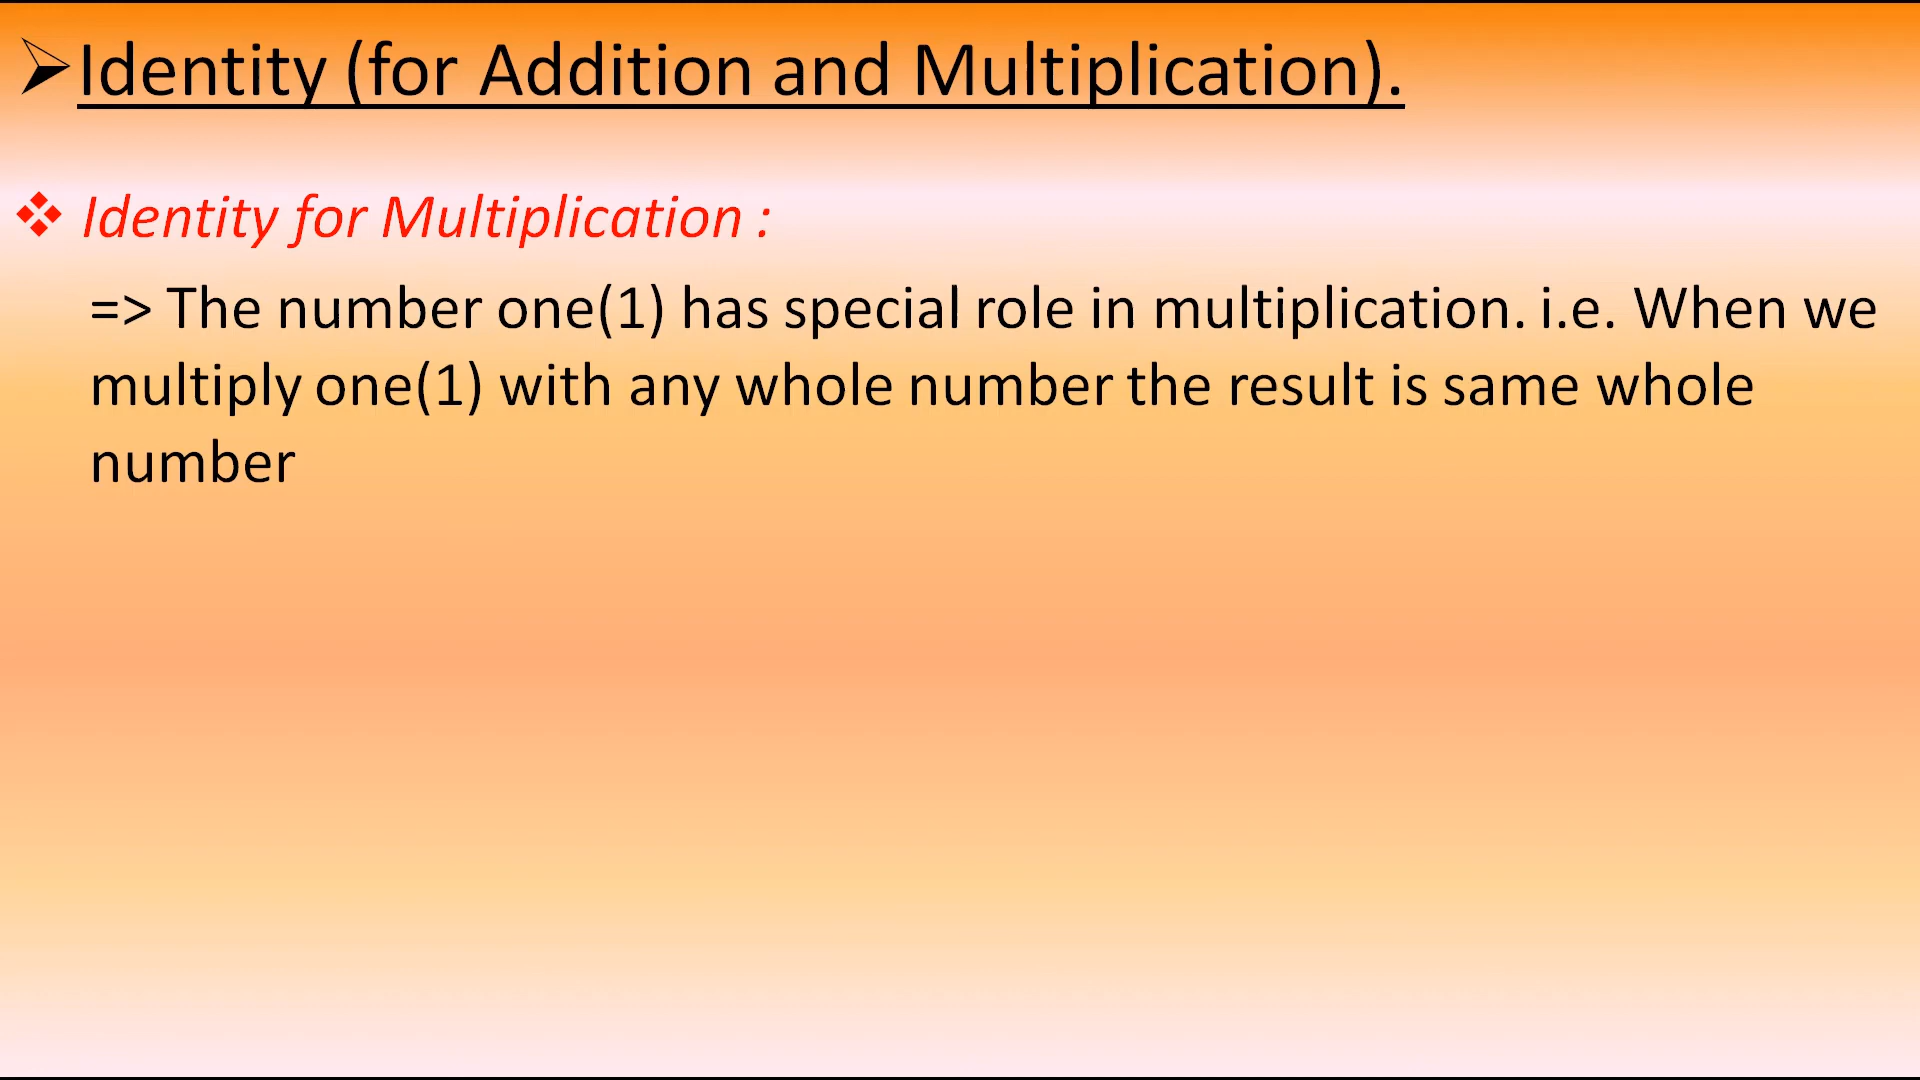 ➢Identity (for Addition and Multiplication).
❖ Identity for Multiplication :
=> The number one(1) has special role in multiplication. i.e. When we
multiply one(1) with any whole number the result is same whole
number